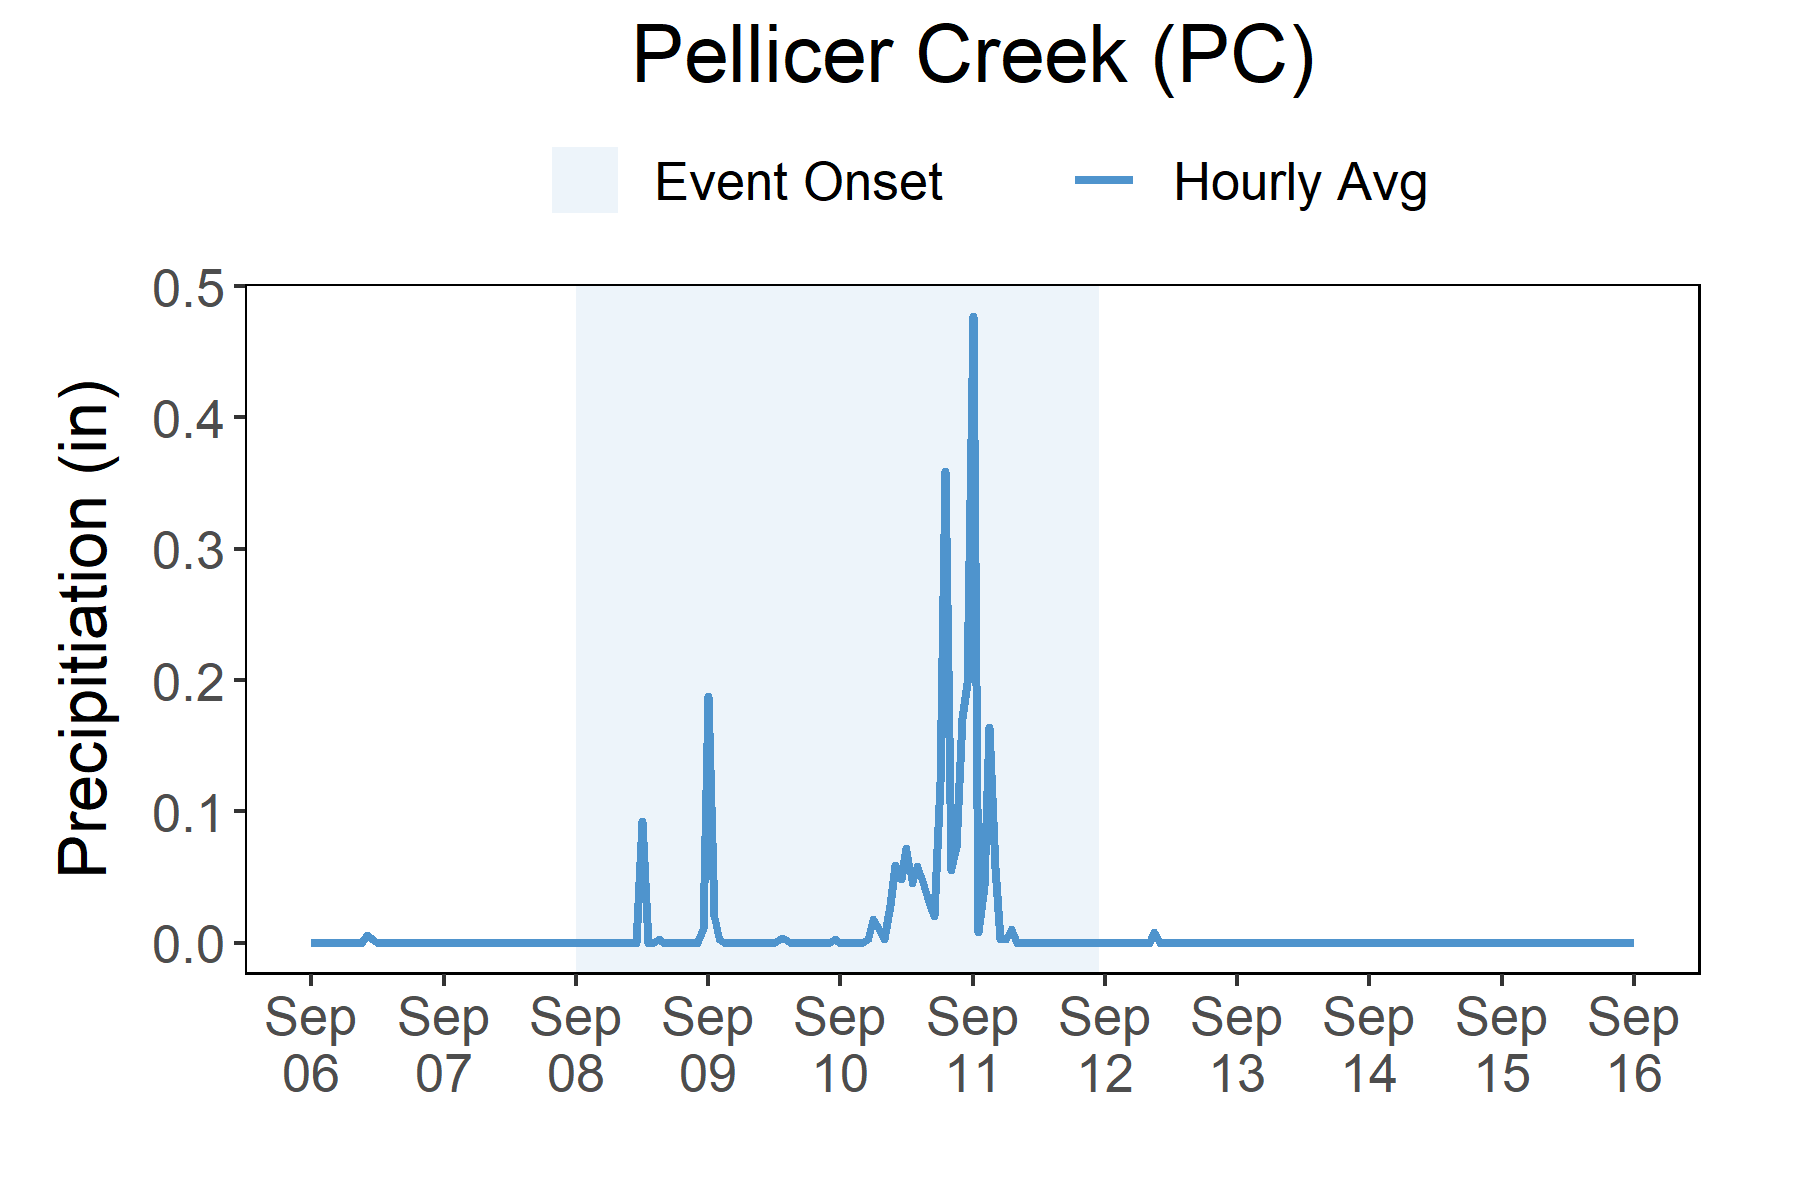 Pellicer Creek (PC)
Event Onset Hourly Avg
Precipitiation (in)
0.5
0.4
0.3
0.2
0.1
0.0
Sep Sep Sep Sep Sep Sep Sep Sep Sep Sep Sep
06 07 08 09 10 11 12 13 14 15 16